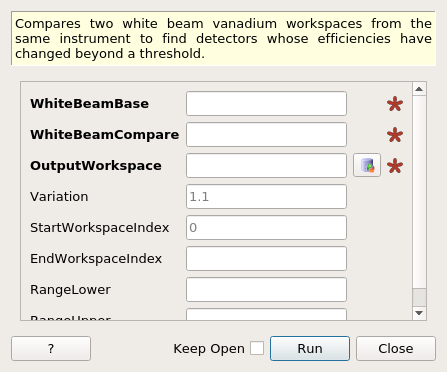 Compares two white beam vanadium workspaces from the
same instrument to find detectors whose efficiencies have
changed beyond a threshold.
WhiteBeamBase
WhiteBeamCompare
OutputWorkspace
Variation 1.1
StartWorkspaceIndex 0
EndWorkspaceIndex
RangeLower
RangeUpper
? Keep Open Run Close